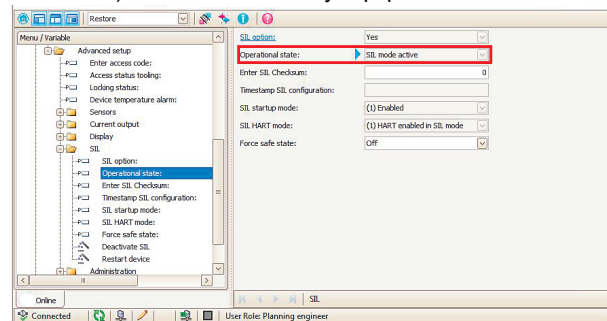 Restore
Menu / Variable
Advanced setup
Enter access code:
Access status tooling:
Locking status:
Device temperature alarm:
Sensors
Current output
Display
SIL
SIL option:
Operational state:
Enter SIL Checksum:
Timestamp SIL configuration:
SIL startup mode:
SIL HART mode:
Force safe state:
Deactivate SIL
Restart device
Administration
Online
SIL option: Yes
Operational state: SIL mode active
Enter SIL Checksum: 0
Timestamp SIL configuration:
SIL startup mode: (1) Enabled
SIL HART mode: (1) HART enabled in SIL mode
Force safe state: Off
SIL
Connected
User Role: Planning engineer